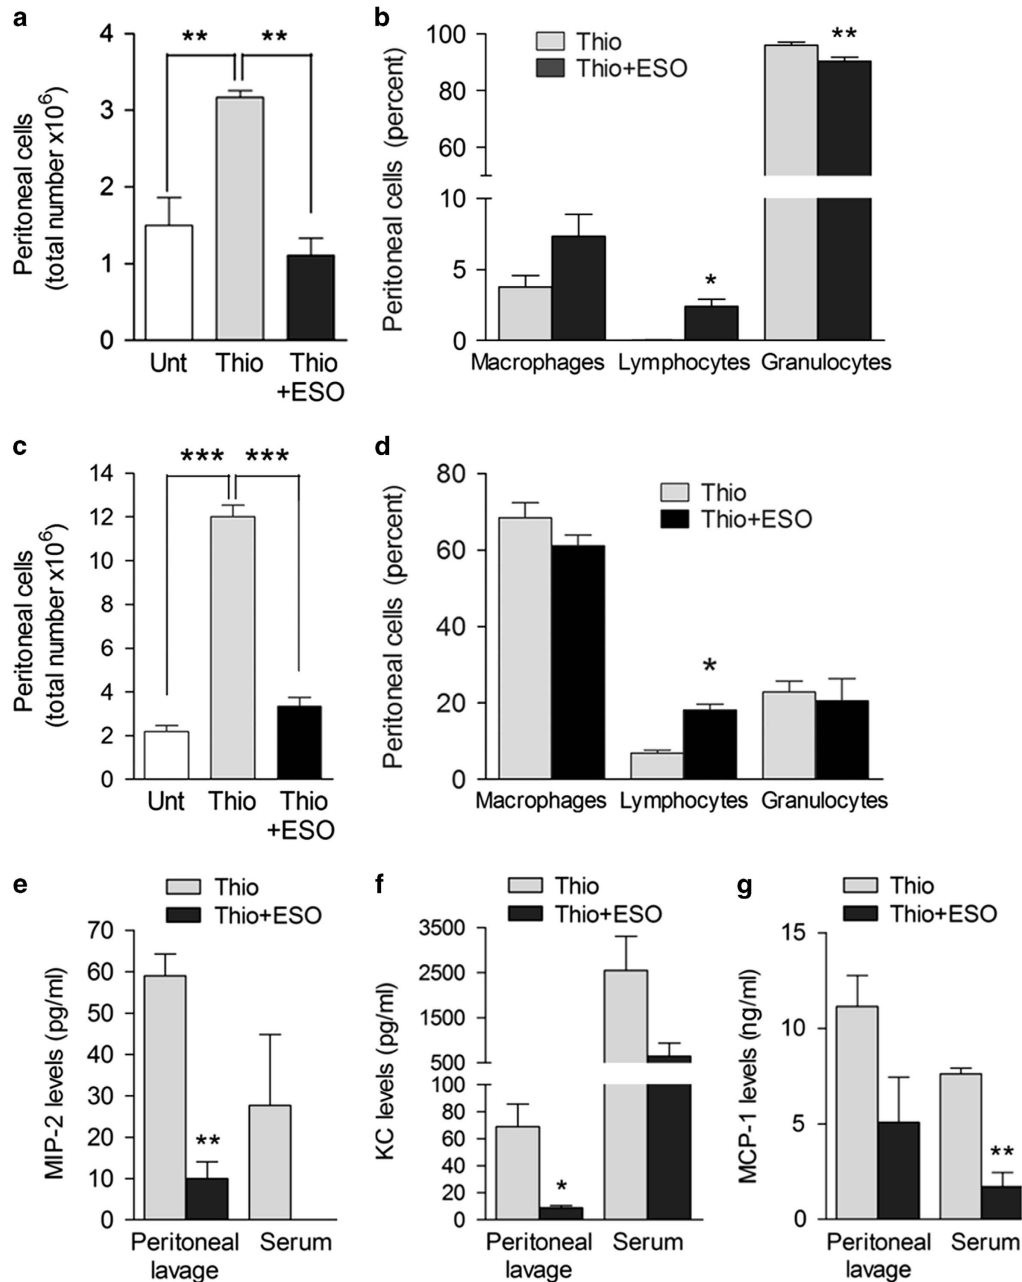 a
Peritoneal cells
(total number x10⁶)
4
3
2
1
0
** **
Unt Thio Thio
+ESO
b
Peritoneal cells (percent)
100
80
60
10
5
0
Thio
Thio+ESO
**
*
Macrophages Lymphocytes Granulocytes
c
Peritoneal cells
(total number x10⁶)
14
12
10
8
6
4
2
0
*** ***
Unt Thio Thio
+ESO
d
Peritoneal cells (percent)
80
60
40
20
0
Thio
Thio+ESO
*
Macrophages Lymphocytes Granulocytes
e
Thio
Thio+ESO
MIP-2 levels (pg/ml)
70
60
50
40
30
20
10
0
**
Peritoneal Serum
lavage
f
Thio
Thio+ESO
KC levels (pg/ml)
3500
2500
1500
500
100
80
60
40
20
0
*
Peritoneal Serum
lavage
g
Thio
Thio+ESO
MCP-1 levels (ng/ml)
15
10
5
0
**
Peritoneal Serum
lavage